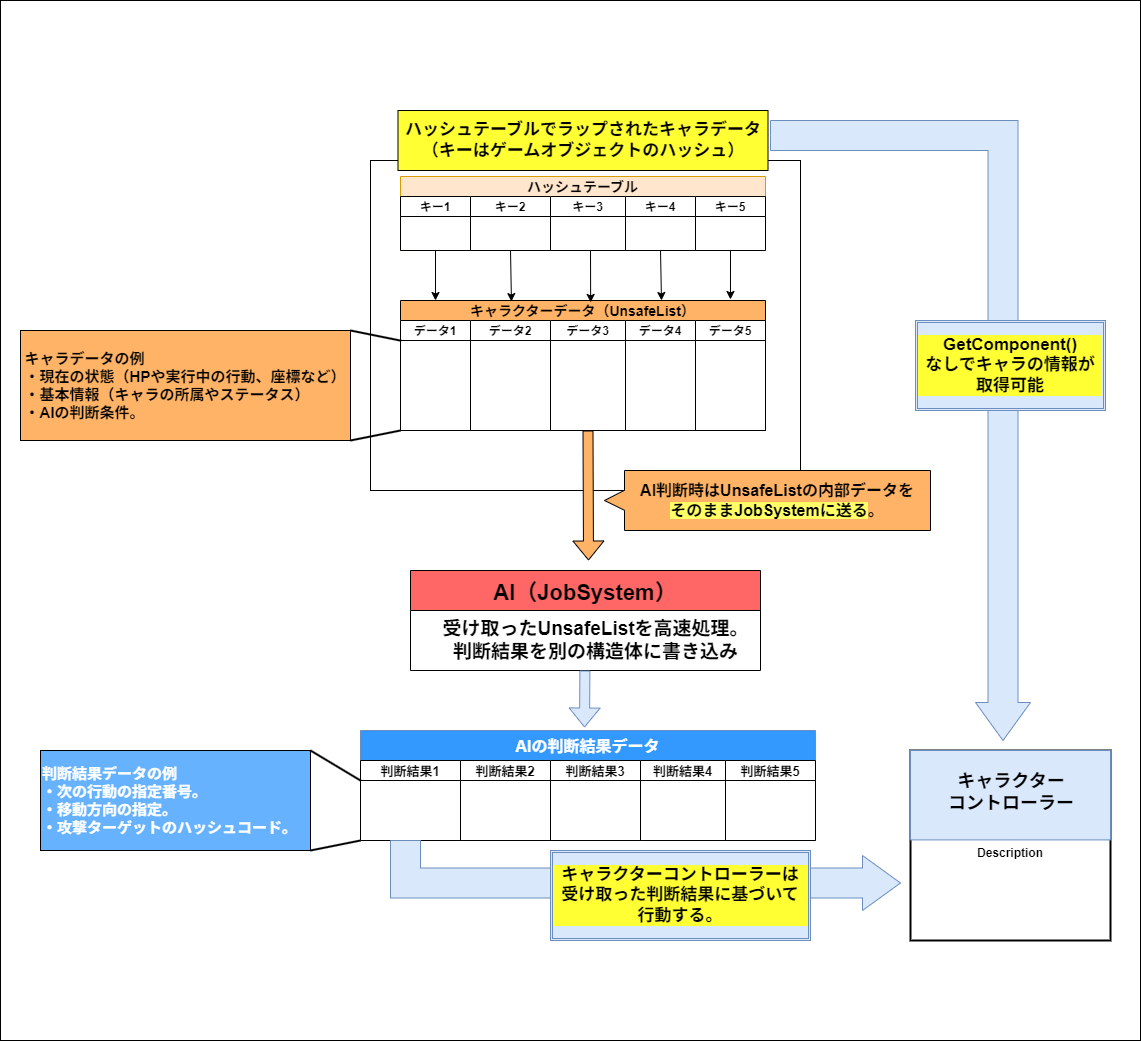 ハッシュテーブルでラップされたキャラデータ
（キーはゲームオブジェクトのハッシュ）
ハッシュテーブル
キー1 キー2 キー3 キー4 キー5
キャラクターデータ（UnsafeList）
データ1 データ2 データ3 データ4 データ5
キャラデータの例
・現在の状態（HPや実行中の行動、座標など）
・基本情報（キャラの所属やステータス）
・AIの判断条件。
GetComponent()
なしでキャラの情報が
取得可能
AI判断時はUnsafeListの内部データを
そのままJobSystemに送る。
AI（JobSystem）
受け取ったUnsafeListを高速処理。
判断結果を別の構造体に書き込み
AIの判断結果データ
判断結果1 判断結果2 判断結果3 判断結果4 判断結果5
判断結果データの例
・次の行動の指定番号。
・移動方向の指定。
・攻撃ターゲットのハッシュコード。
キャラクターコントローラーは
受け取った判断結果に基づいて
行動する。
キャラクター
コントローラー
Description